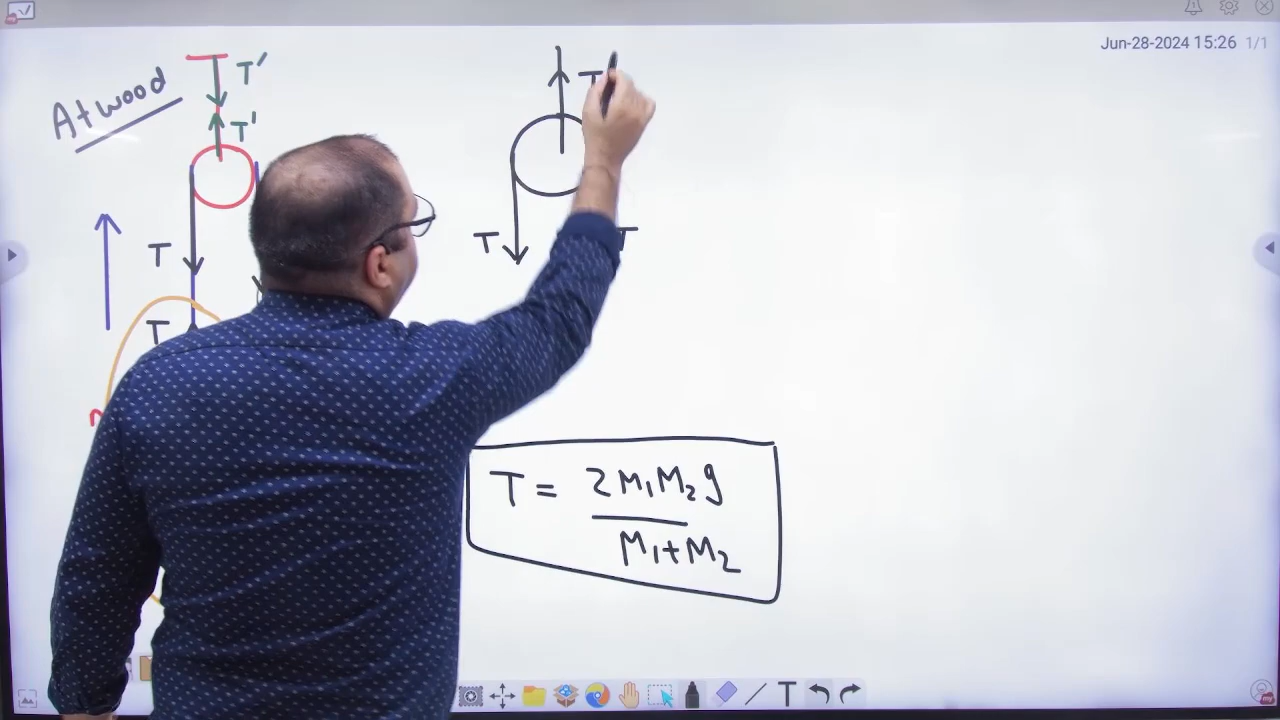 Jun-28-2024 15:26 1/1
Atwood
T'
T'
T
T
T
T
T
T = 2M₁M₂g
M₁+M₂
T